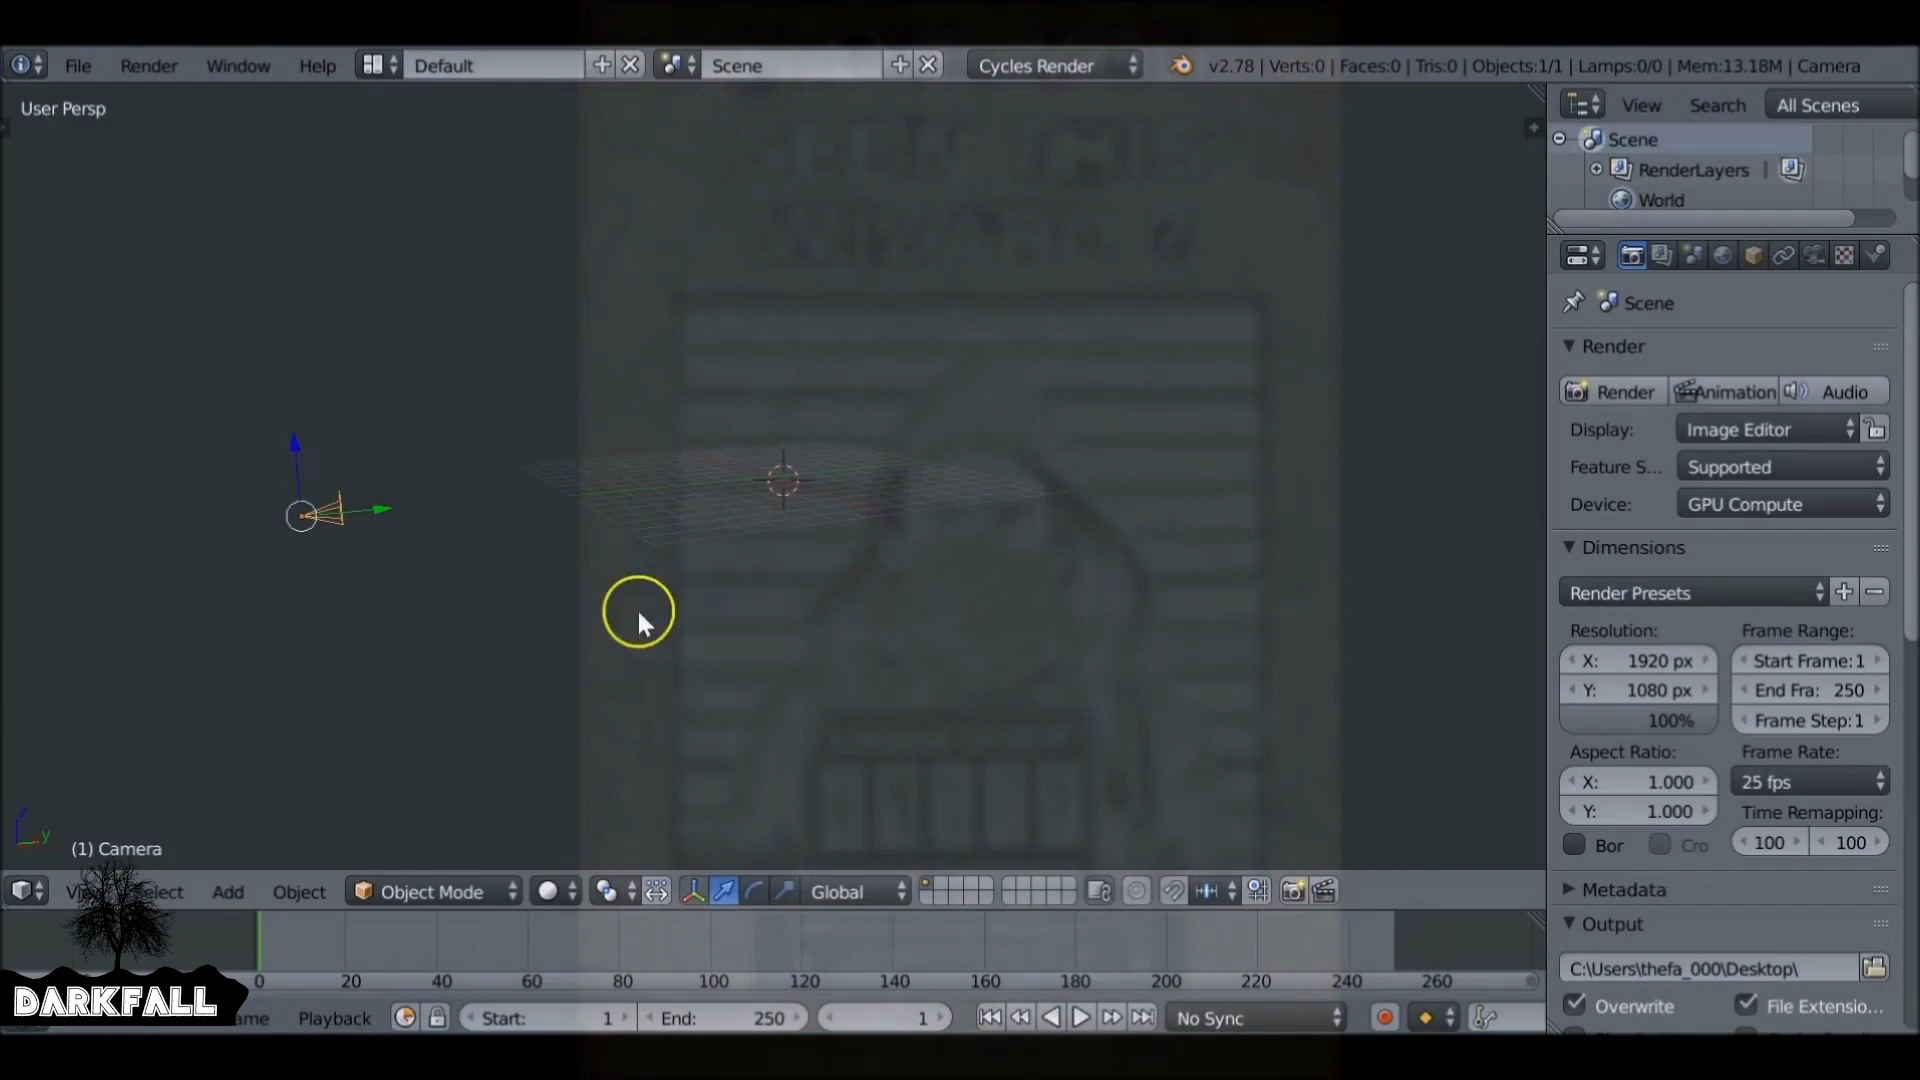 File Render Window Help Default Scene Cycles Render v2.78 | Verts:0 | Faces:0 | Tris:0 | Objects:1/1 | Lamps:0/0 | Mem:13.18M | Camera
User Persp
View Search All Scenes
Scene
RenderLayers
World
SEEN THIS
WIZARD ?
Scene
Render
Render Animation Audio
Display: Image Editor
Feature S... Supported
Device: GPU Compute
Dimensions
Render Presets
Resolution: Frame Range:
X: 1920 px Start Frame:1
Y: 1080 px End Fra: 250
100% Frame Step:1
Aspect Ratio: Frame Rate:
X: 1.000 25 fps
Y: 1.000 Time Remapping:
Bor Cro 100 100
Metadata
Output
C:\Users\thefa_000\Desktop\
Overwrite File Extensio...
z
y
(1) Camera
Add Object Object Mode Global
0 20 40 60 80 100 120 140 160 180 200 220 240 260
Playback Start: 1 End: 250 1 No Sync
DARKFALL